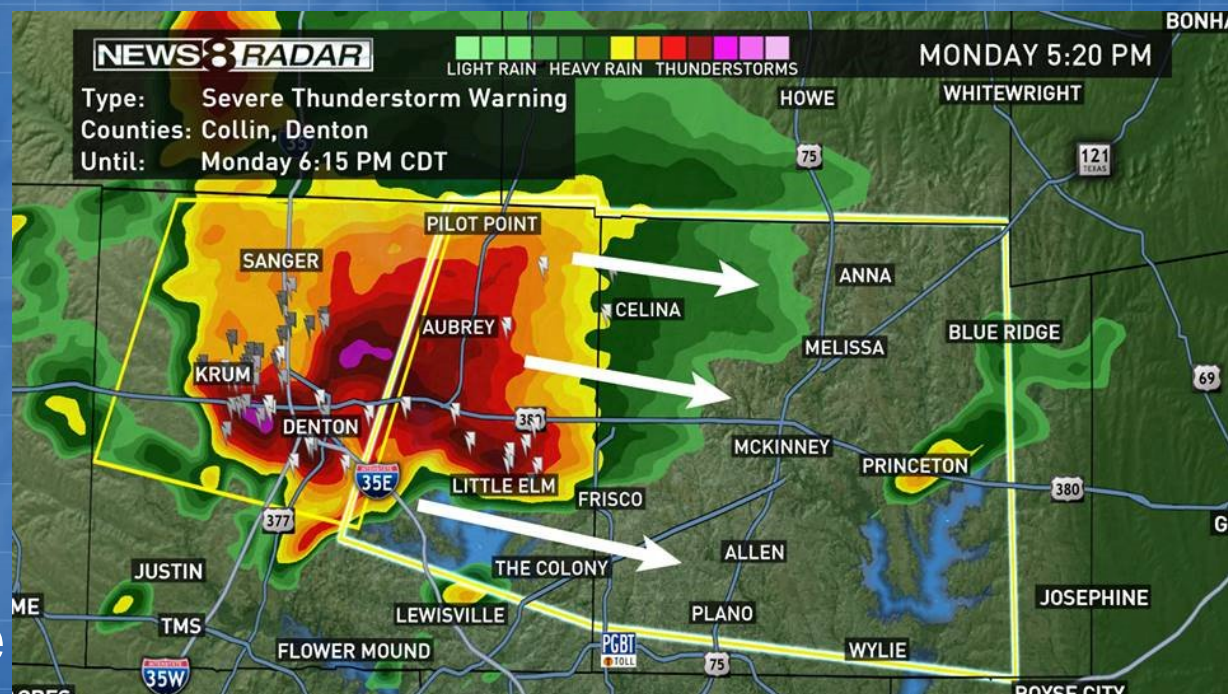 NEWS 8 RADAR
LIGHT RAIN HEAVY RAIN THUNDERSTORMS
MONDAY 5:20 PM
Type: Severe Thunderstorm Warning
Counties: Collin, Denton
Until: Monday 6:15 PM CDT
HOWE
WHITEWRIGHT
75
121
TEXAS
PILOT POINT
SANGER
ANNA
CELINA
AUBREY
BLUE RIDGE
MELISSA
KRUM
69
DENTON
380
MCKINNEY
PRINCETON
INTERSTATE
35E
LITTLE ELM
FRISCO
380
377
ALLEN
THE COLONY
JUSTIN
JOSEPHINE
LEWISVILLE
PLANO
TMS
FLOWER MOUND
PGBT
TOLL
75
WYLIE
INTERSTATE
35W
ROYSE CITY